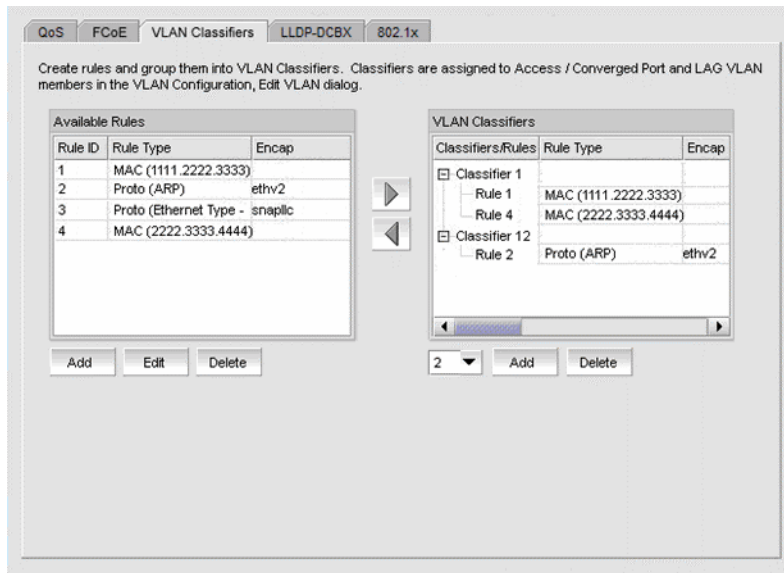 QoS FCoE VLAN Classifiers LLDP-DCBX 802.1x
Create rules and group them into VLAN Classifiers. Classifiers are assigned to Access / Converged Port and LAG VLAN
members in the VLAN Configuration, Edit VLAN dialog.
Available Rules
Rule ID Rule Type Encap
1 MAC (1111.2222.3333)
2 Proto (ARP) ethv2
3 Proto (Ethernet Type - snapllc
4 MAC (2222.3333.4444)
Add Edit Delete
VLAN Classifiers
Classifiers/Rules Rule Type Encap
Classifier 1
Rule 1 MAC (1111.2222.3333)
Rule 4 MAC (2222.3333.4444)
Classifier 12
Rule 2 Proto (ARP) ethv2
2 Add Delete